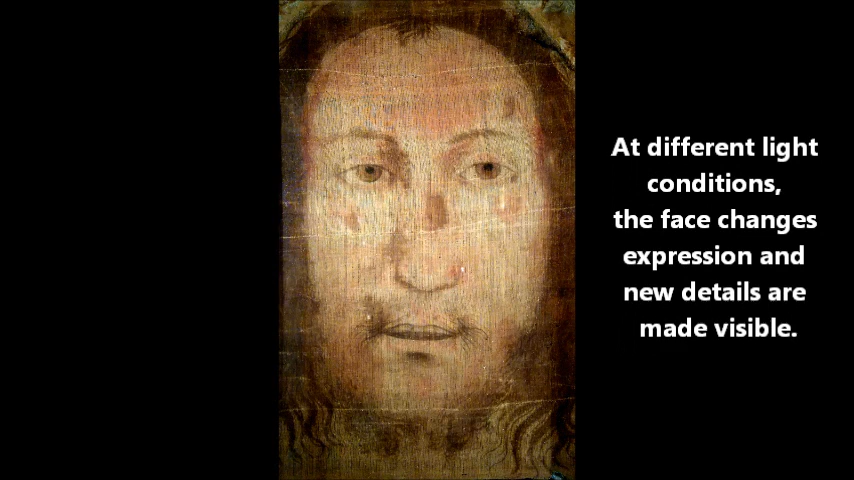 At different light
conditions,
the face changes
expression and
new details are
made visible.